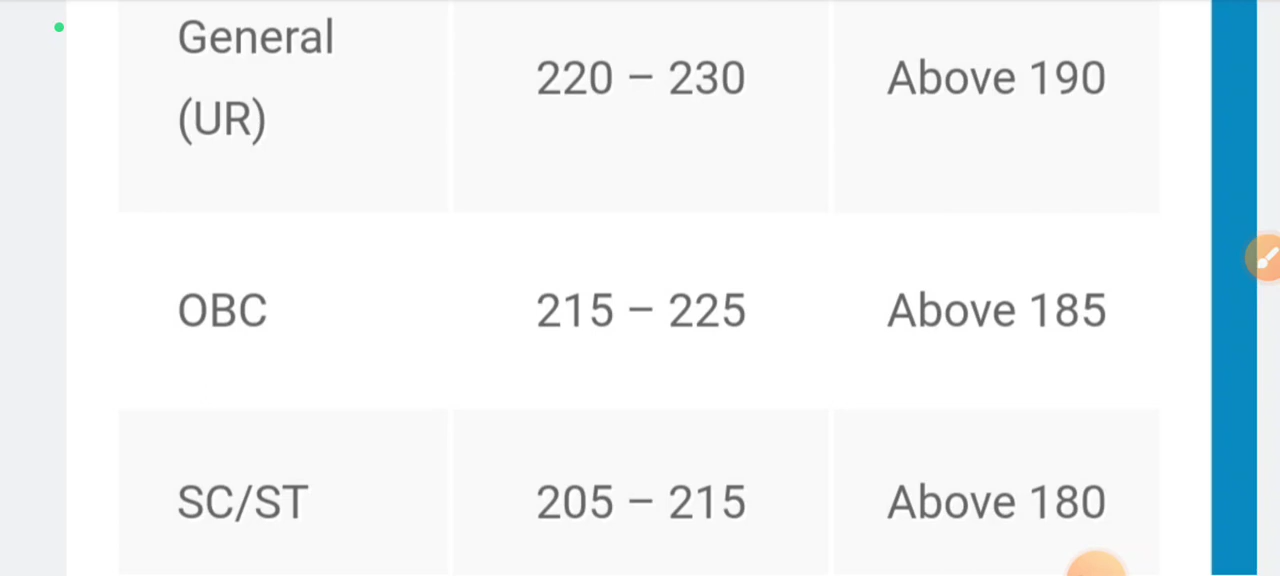 General
(UR)
220 – 230
Above 190
OBC
215 – 225
Above 185
SC/ST
205 – 215
Above 180